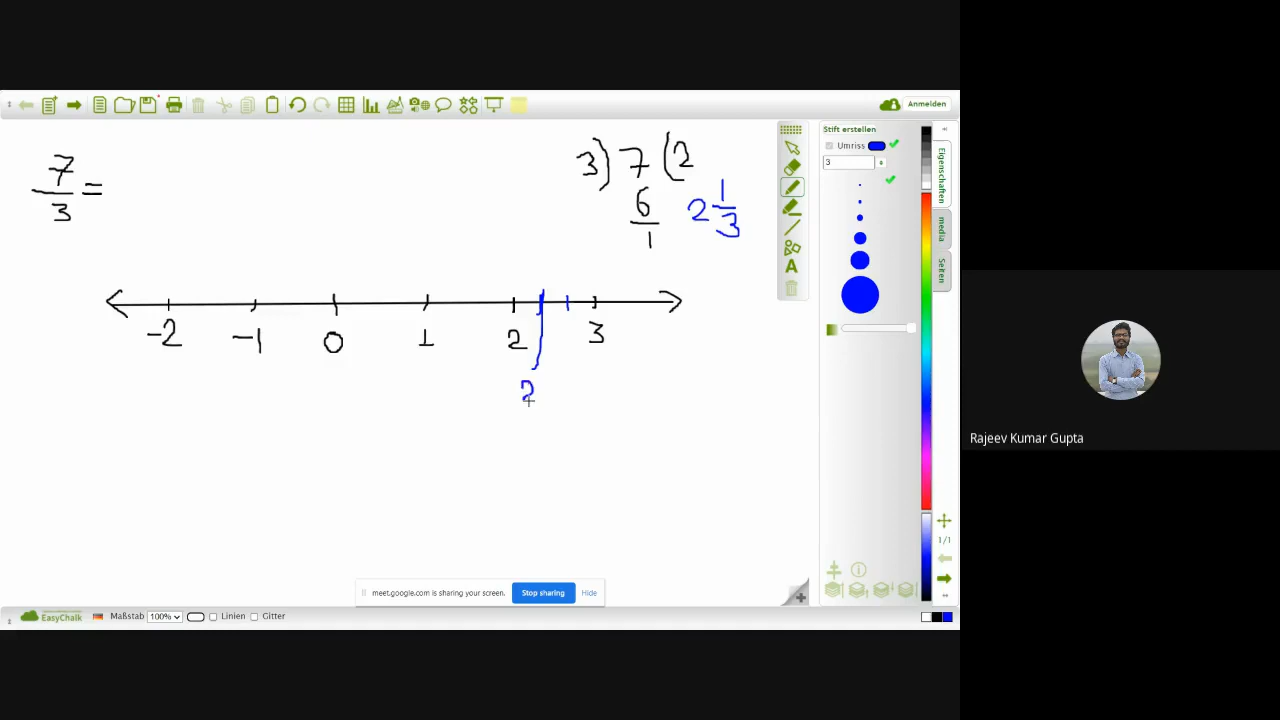 Anmelden
Stift erstellen
Umriss
3
Eigenschaften
media
Seiten
7
3 =
3) 7 (2
6
1
2 1/3
-2 -1 0 1 2 3
2
1/1
Rajeev Kumar Gupta
meet.google.com is sharing your screen. Stop sharing Hide
EasyChalk Maßstab 100% Linien Gitter